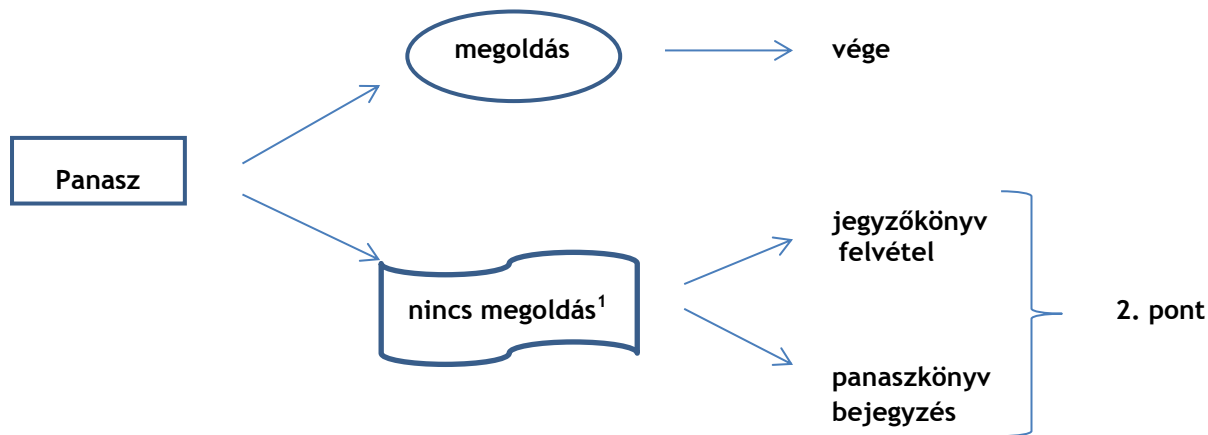 megoldás
vége
Panasz
jegyzőkönyv
felvétel
nincs megoldás¹
2. pont
panaszkönyv
bejegyzés